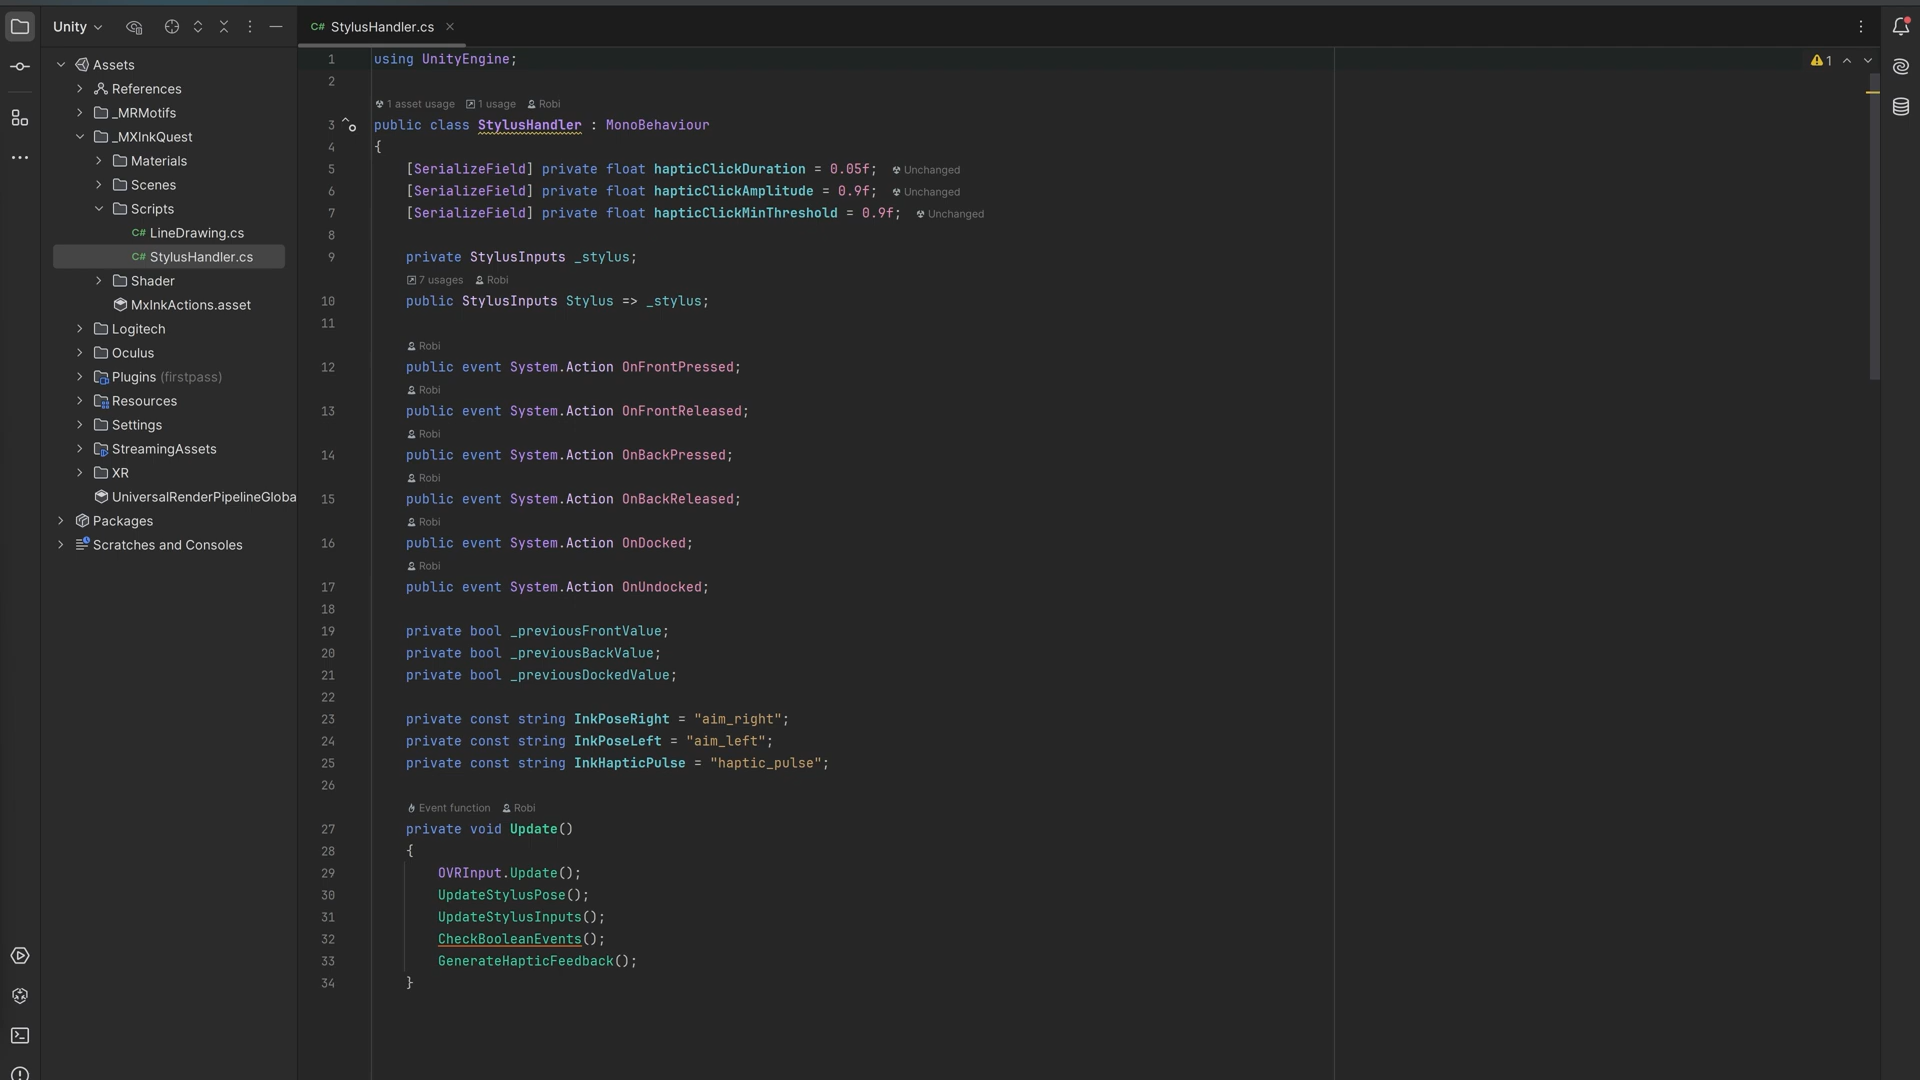 Unity
C# StylusHandler.cs
Assets
References
_MRMotifs
_MXInkQuest
Materials
Scenes
Scripts
C# LineDrawing.cs
C# StylusHandler.cs
Shader
MxInkActions.asset
Logitech
Oculus
Plugins (firstpass)
Resources
Settings
StreamingAssets
XR
UniversalRenderPipelineGloba
Packages
Scratches and Consoles
1
1 using UnityEngine;
2
1 asset usage 1 usage Robi
3 public class StylusHandler : MonoBehaviour
4 {
5 [SerializeField] private float hapticClickDuration = 0.05f; Unchanged
6 [SerializeField] private float hapticClickAmplitude = 0.9f; Unchanged
7 [SerializeField] private float hapticClickMinThreshold = 0.9f; Unchanged
8
9 private StylusInputs _stylus;
7 usages Robi
10 public StylusInputs Stylus => _stylus;
11
Robi
12 public event System.Action OnFrontPressed;
Robi
13 public event System.Action OnFrontReleased;
Robi
14 public event System.Action OnBackPressed;
Robi
15 public event System.Action OnBackReleased;
Robi
16 public event System.Action OnDocked;
Robi
17 public event System.Action OnUndocked;
18
19 private bool _previousFrontValue;
20 private bool _previousBackValue;
21 private bool _previousDockedValue;
22
23 private const string InkPoseRight = "aim_right";
24 private const string InkPoseLeft = "aim_left";
25 private const string InkHapticPulse = "haptic_pulse";
26
Event function Robi
27 private void Update()
28 {
29 OVRInput.Update();
30 UpdateStylusPose();
31 UpdateStylusInputs();
32 CheckBooleanEvents();
33 GenerateHapticFeedback();
34 }